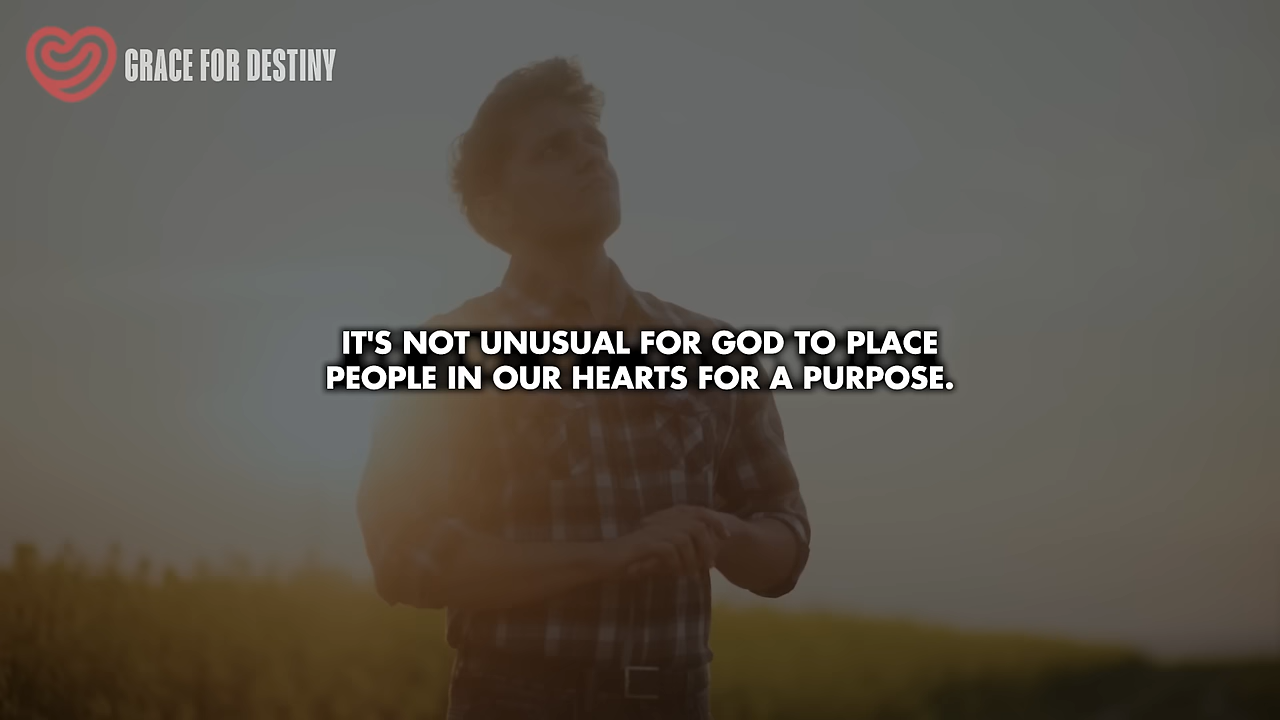 GRACE FOR DESTINY
IT'S NOT UNUSUAL FOR GOD TO PLACE
PEOPLE IN OUR HEARTS FOR A PURPOSE.